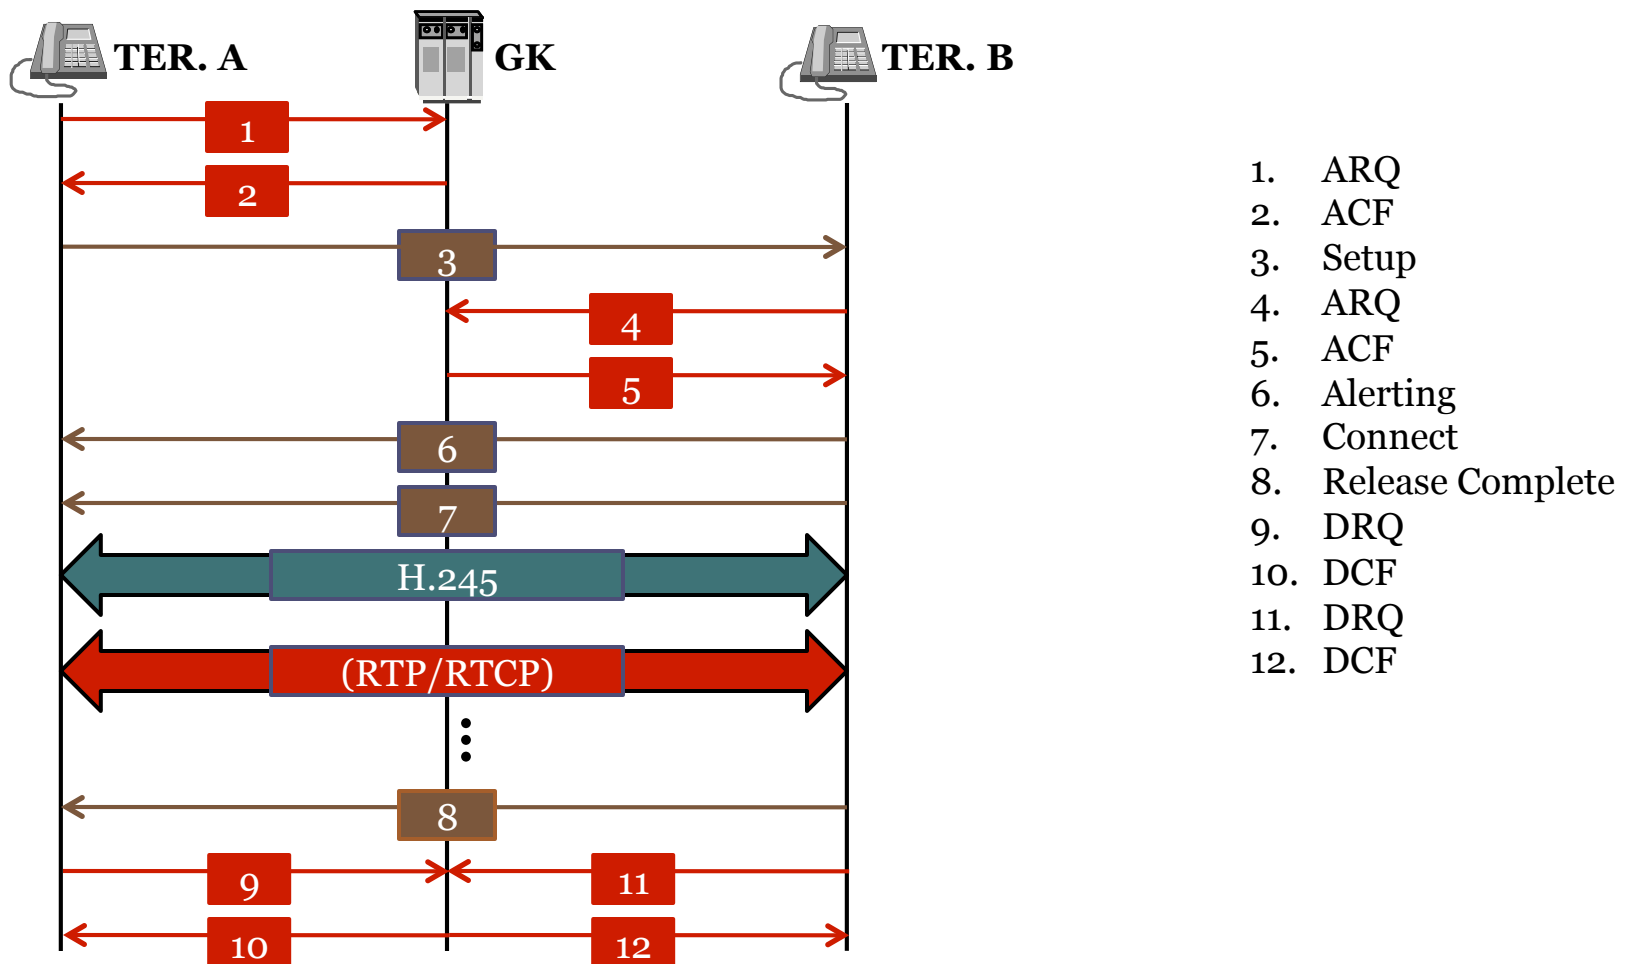 TER. A
GK
TER. B
1
2
3
4
5
6
7
H.245
(RTP/RTCP)
8
9
11
10
12
1. ARQ
2. ACF
3. Setup
4. ARQ
5. ACF
6. Alerting
7. Connect
8. Release Complete
9. DRQ
10. DCF
11. DRQ
12. DCF